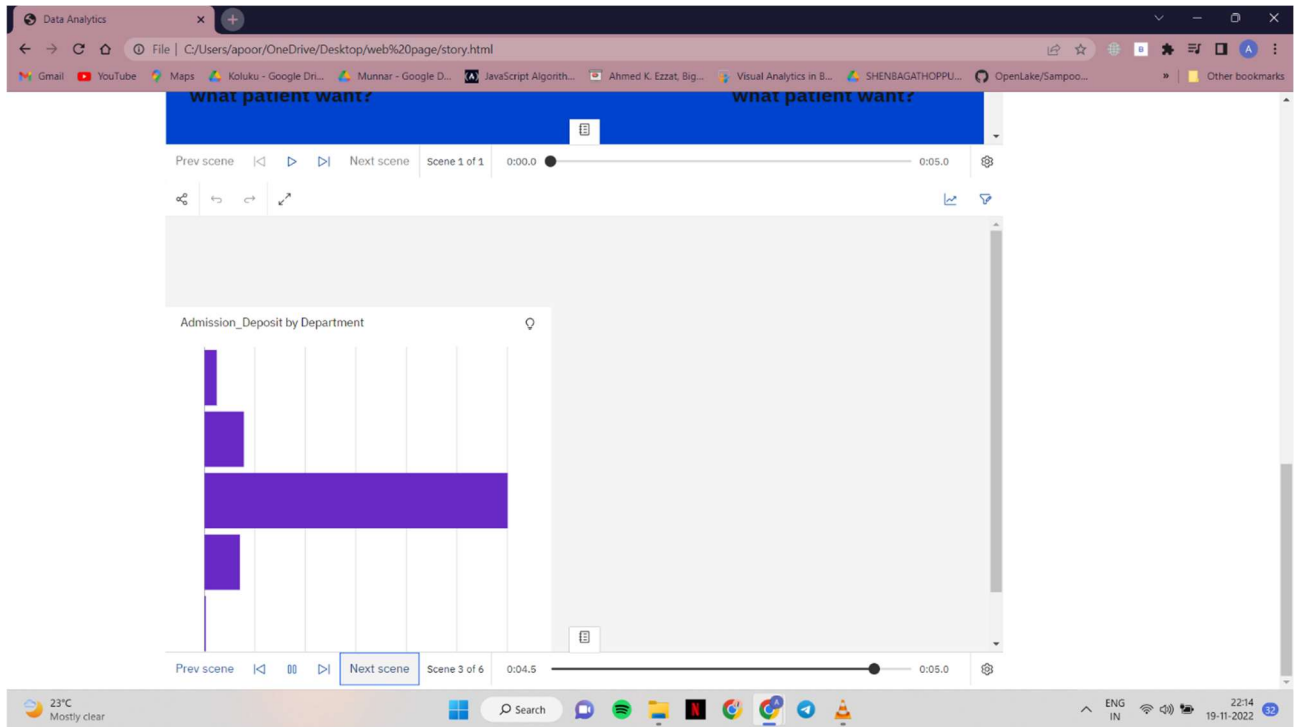 Data Analytics
File | C:/Users/apoor/OneDrive/Desktop/web%20page/story.html
Gmail YouTube Maps Koluku - Google Dri... Munnar - Google D... JavaScript Algorith... Ahmed K. Ezzat, Big... Visual Analytics in B... SHENBAGATHOPPU... OpenLake/Sampoo... » Other bookmarks
what patient want? what patient want?
Prev scene Next scene Scene 1 of 1 0:00.0 0:05.0
Admission_Deposit by Department
Prev scene Next scene Scene 3 of 6 0:04.5 0:05.0
23°C
Mostly clear
Search
ENG
IN
22:14
19-11-2022
32